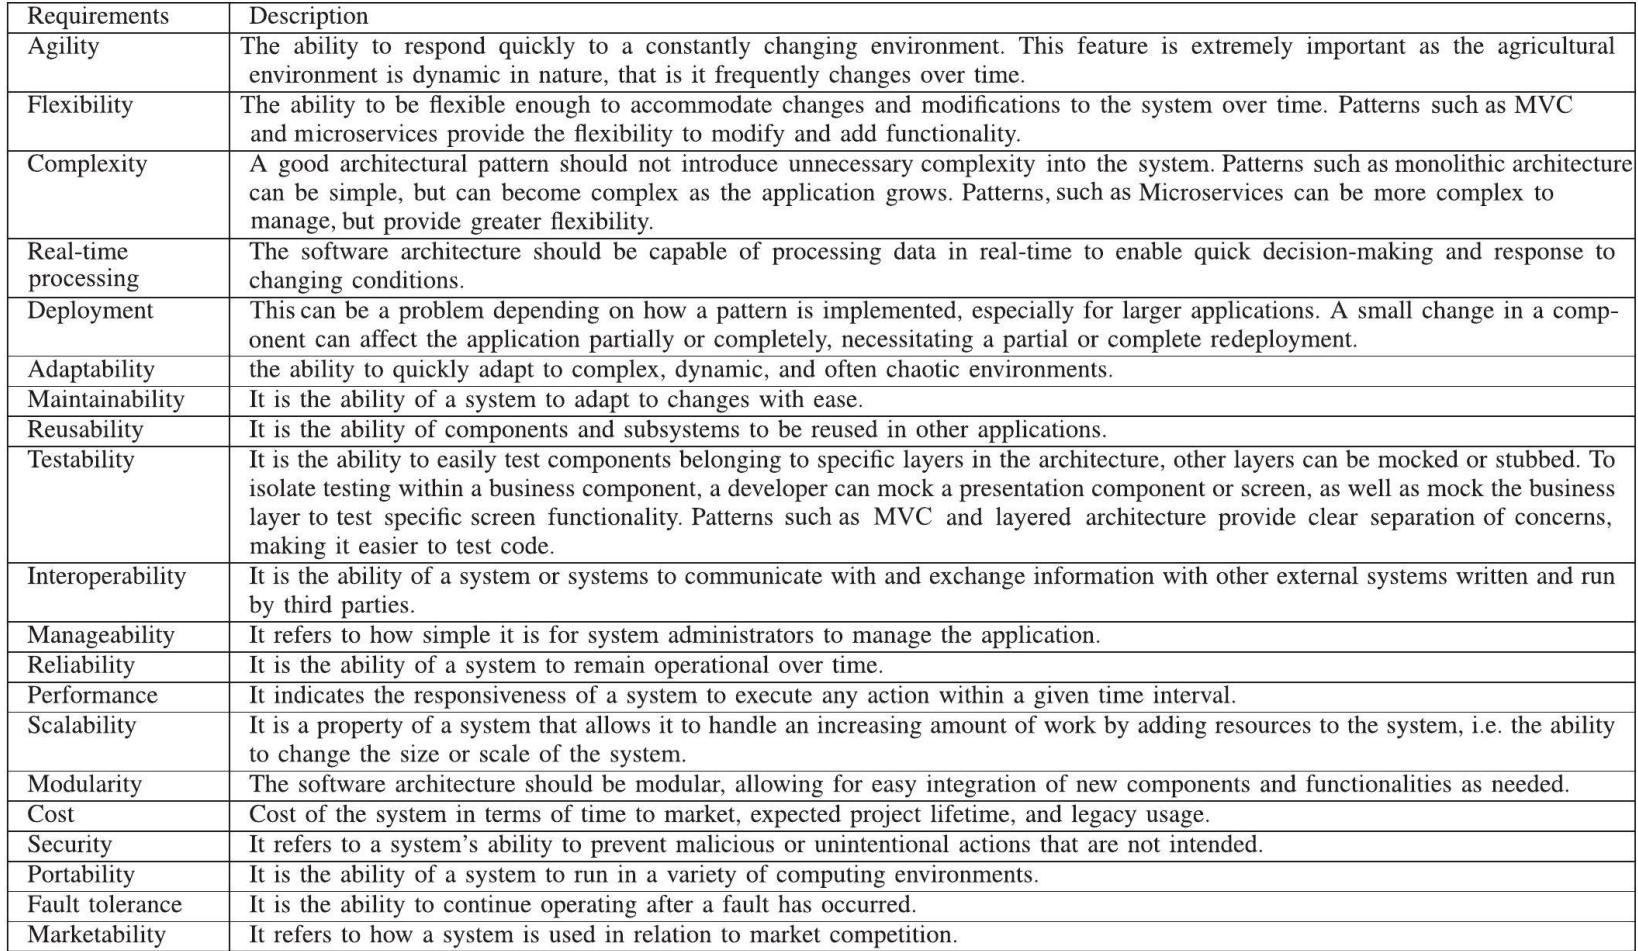 Requirements Description
Agility The ability to respond quickly to a constantly changing environment. This feature is extremely important as the agricultural
environment is dynamic in nature, that is it frequently changes over time.
Flexibility The ability to be flexible enough to accommodate changes and modifications to the system over time. Patterns such as MVC
and microservices provide the flexibility to modify and add functionality.
Complexity A good architectural pattern should not introduce unnecessary complexity into the system. Patterns such as monolithic architecture
can be simple, but can become complex as the application grows. Patterns, such as Microservices can be more complex to
manage, but provide greater flexibility.
Real-time The software architecture should be capable of processing data in real-time to enable quick decision-making and response to
processing changing conditions.
Deployment This can be a problem depending on how a pattern is implemented, especially for larger applications. A small change in a comp-
onent can affect the application partially or completely, necessitating a partial or complete redeployment.
Adaptability the ability to quickly adapt to complex, dynamic, and often chaotic environments.
Maintainability It is the ability of a system to adapt to changes with ease.
Reusability It is the ability of components and subsystems to be reused in other applications.
Testability It is the ability to easily test components belonging to specific layers in the architecture, other layers can be mocked or stubbed. To
isolate testing within a business component, a developer can mock a presentation component or screen, as well as mock the business
layer to test specific screen functionality. Patterns such as MVC and layered architecture provide clear separation of concerns,
making it easier to test code.
Interoperability It is the ability of a system or systems to communicate with and exchange information with other external systems written and run
by third parties.
Manageability It refers to how simple it is for system administrators to manage the application.
Reliability It is the ability of a system to remain operational over time.
Performance It indicates the responsiveness of a system to execute any action within a given time interval.
Scalability It is a property of a system that allows it to handle an increasing amount of work by adding resources to the system, i.e. the ability
to change the size or scale of the system.
Modularity The software architecture should be modular, allowing for easy integration of new components and functionalities as needed.
Cost Cost of the system in terms of time to market, expected project lifetime, and legacy usage.
Security It refers to a system's ability to prevent malicious or unintentional actions that are not intended.
Portability It is the ability of a system to run in a variety of computing environments.
Fault tolerance It is the ability to continue operating after a fault has occurred.
Marketability It refers to how a system is used in relation to market competition.